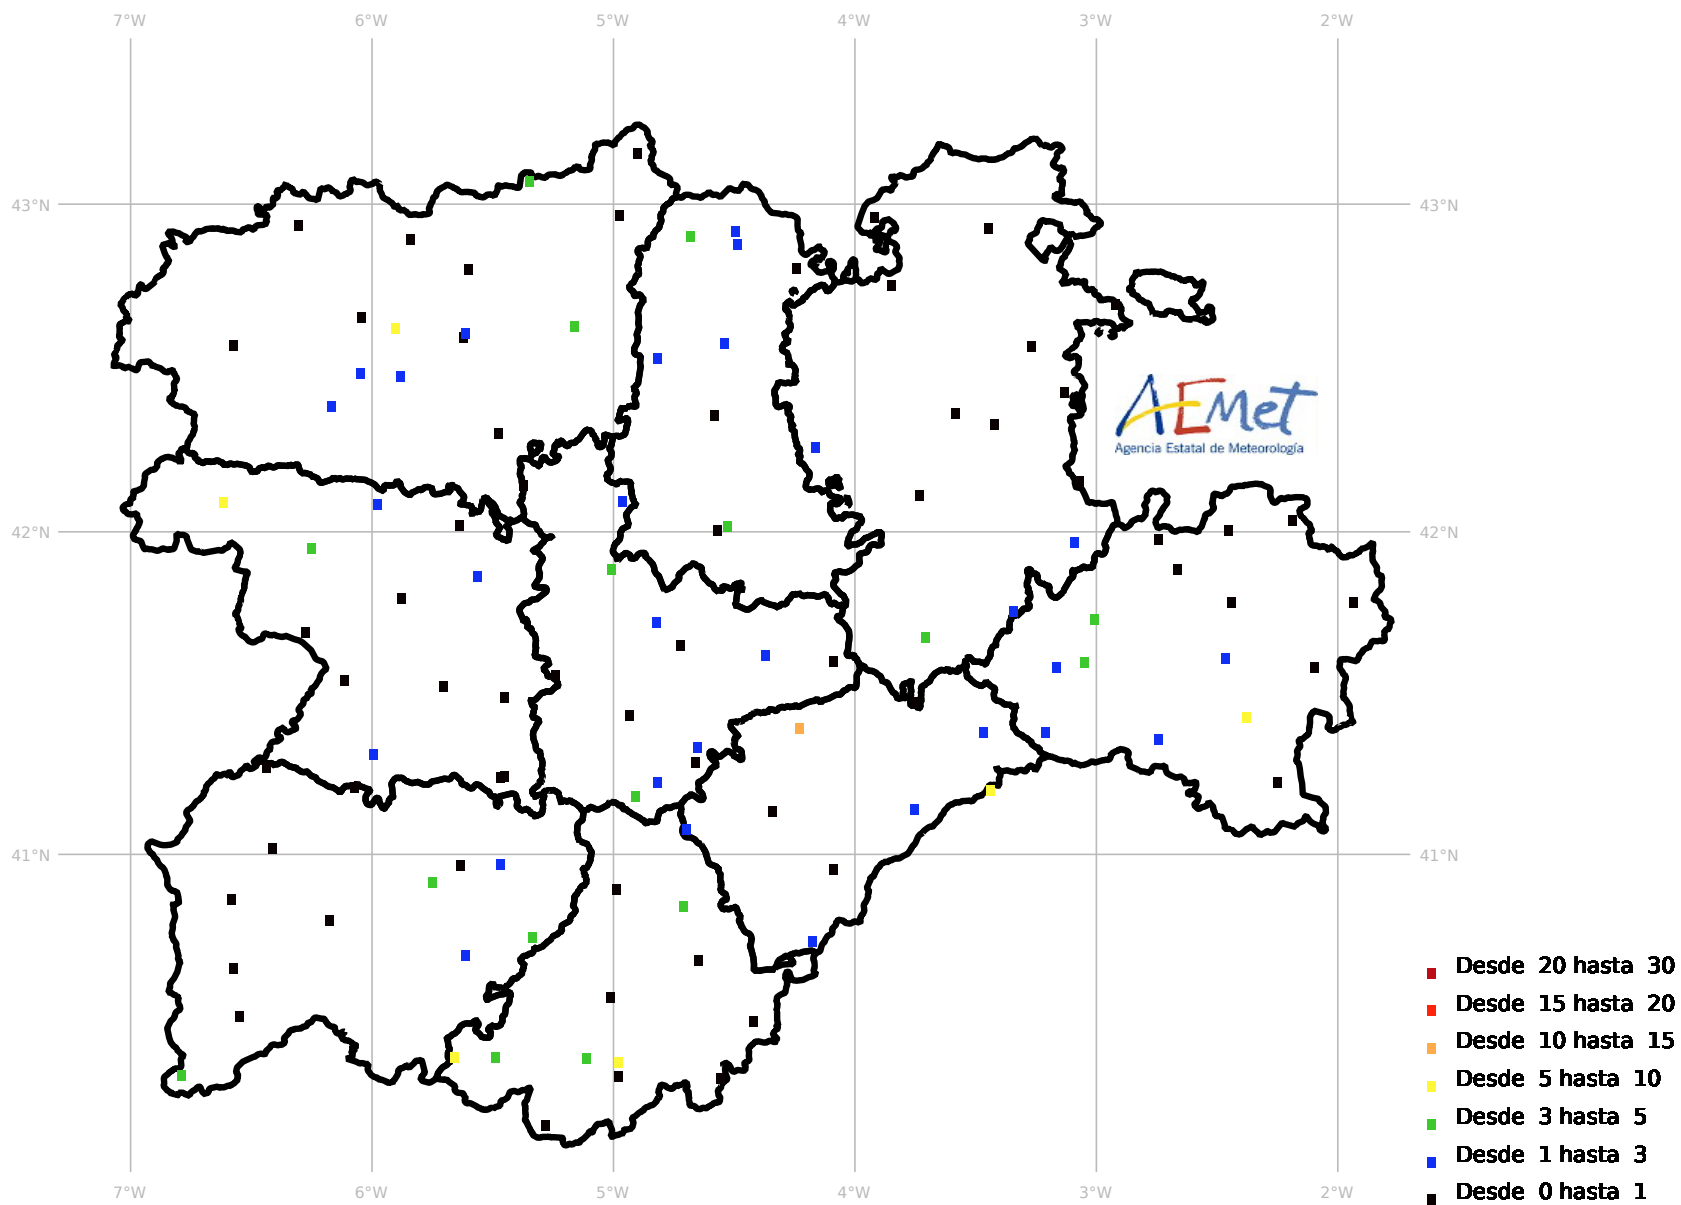 7°W 6°W 5°W 4°W 3°W 2°W
43°N 43°N
AEMet
Agencia Estatal de Meteorología
42°N 42°N
41°N 41°N
Desde 20 hasta 30
Desde 15 hasta 20
Desde 10 hasta 15
Desde 5 hasta 10
Desde 3 hasta 5
Desde 1 hasta 3
Desde 0 hasta 1
7°W 6°W 5°W 4°W 3°W 2°W